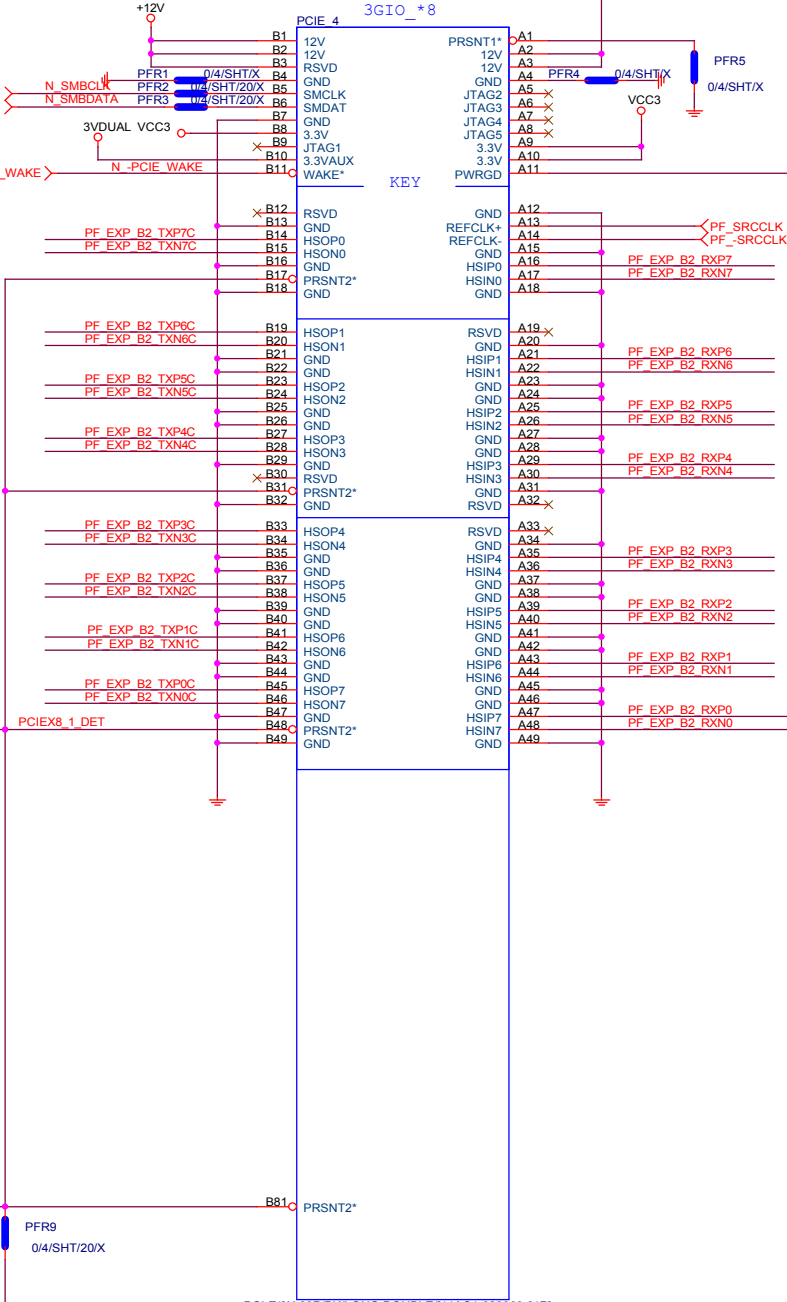 +12V
3GIO_*8
PCIE_4
B1 12V
B2 12V
B3 RSVD
PFR1 0/4/SHT/X B4 GND
N_SMBCLK PFR2 0/4/SHT/20/X B5 SMCLK
N_SMBDATA PFR3 0/4/SHT/20/X B6 SMDAT
B7 GND
3VDUAL VCC3 B8 3.3V
B9 JTAG1
B10 3.3VAUX
_WAKE N_-PCIE_WAKE B11 WAKE*
PRSNT1* A1
12V A2
12V A3
GND A4 PFR4 0/4/SHT/X
PFR5
0/4/SHT/X
JTAG2 A5
JTAG3 A6
JTAG4 A7
JTAG5 A8
VCC3
3.3V A9
3.3V A10
PWRGD A11
KEY
B12 RSVD
B13 GND
PF_EXP_B2_TXP7C B14 HSOP0
PF_EXP_B2_TXN7C B15 HSON0
B16 GND
B17 PRSNT2*
B18 GND
GND A12
REFCLK+ A13 PF_SRCCLK
REFCLK- A14 PF_-SRCCLK
GND A15
HSIP0 A16 PF_EXP_B2_RXP7
HSIN0 A17 PF_EXP_B2_RXN7
GND A18
PF_EXP_B2_TXP6C B19 HSOP1
PF_EXP_B2_TXN6C B20 HSON1
B21 GND
B22 GND
PF_EXP_B2_TXP5C B23 HSOP2
PF_EXP_B2_TXN5C B24 HSON2
B25 GND
B26 GND
PF_EXP_B2_TXP4C B27 HSOP3
PF_EXP_B2_TXN4C B28 HSON3
B29 GND
B30 RSVD
B31 PRSNT2*
B32 GND
RSVD A19
GND A20
HSIP1 A21 PF_EXP_B2_RXP6
HSIN1 A22 PF_EXP_B2_RXN6
GND A23
GND A24
HSIP2 A25 PF_EXP_B2_RXP5
HSIN2 A26 PF_EXP_B2_RXN5
GND A27
GND A28
HSIP3 A29 PF_EXP_B2_RXP4
HSIN3 A30 PF_EXP_B2_RXN4
GND A31
RSVD A32
PF_EXP_B2_TXP3C B33 HSOP4
PF_EXP_B2_TXN3C B34 HSON4
B35 GND
B36 GND
PF_EXP_B2_TXP2C B37 HSOP5
PF_EXP_B2_TXN2C B38 HSON5
B39 GND
B40 GND
PF_EXP_B2_TXP1C B41 HSOP6
PF_EXP_B2_TXN1C B42 HSON6
B43 GND
B44 GND
PF_EXP_B2_TXP0C B45 HSOP7
PF_EXP_B2_TXN0C B46 HSON7
B47 GND
PCIEX8_1_DET B48 PRSNT2*
B49 GND
RSVD A33
GND A34
HSIP4 A35 PF_EXP_B2_RXP3
HSIN4 A36 PF_EXP_B2_RXN3
GND A37
GND A38
HSIP5 A39 PF_EXP_B2_RXP2
HSIN5 A40 PF_EXP_B2_RXN2
GND A41
GND A42
HSIP6 A43 PF_EXP_B2_RXP1
HSIN6 A44 PF_EXP_B2_RXN1
GND A45
GND A46
HSIP7 A47 PF_EXP_B2_RXP0
HSIN7 A48 PF_EXP_B2_RXN0
GND A49
B81 PRSNT2*
PFR9
0/4/SHT/20/X